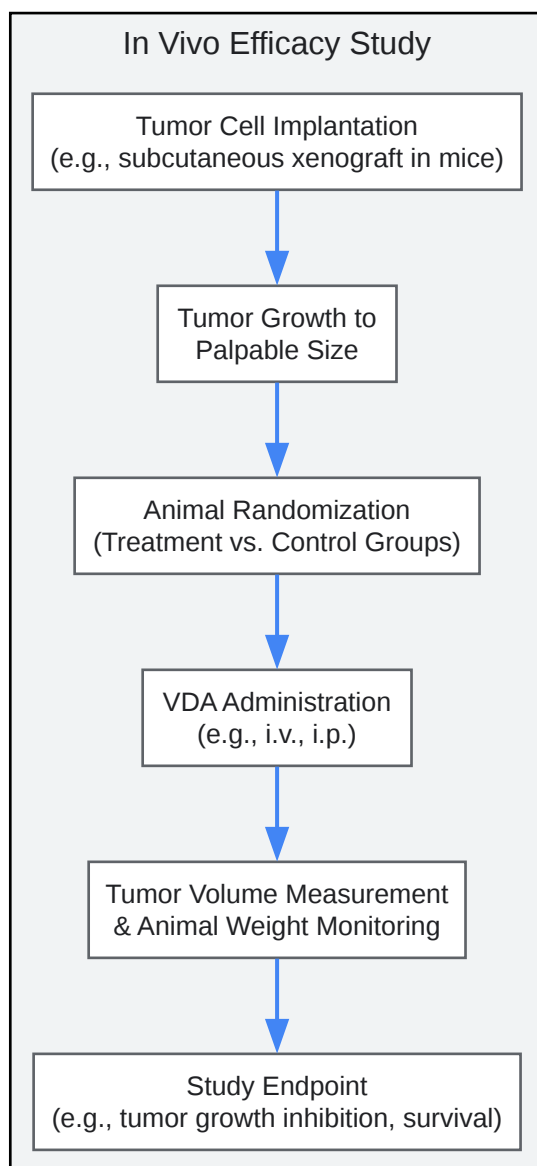 In Vivo Efficacy Study
Tumor Cell Implantation
(e.g., subcutaneous xenograft in mice)
Tumor Growth to
Palpable Size
Animal Randomization
(Treatment vs. Control Groups)
VDA Administration
(e.g., i.v., i.p.)
Tumor Volume Measurement
& Animal Weight Monitoring
Study Endpoint
(e.g., tumor growth inhibition, survival)